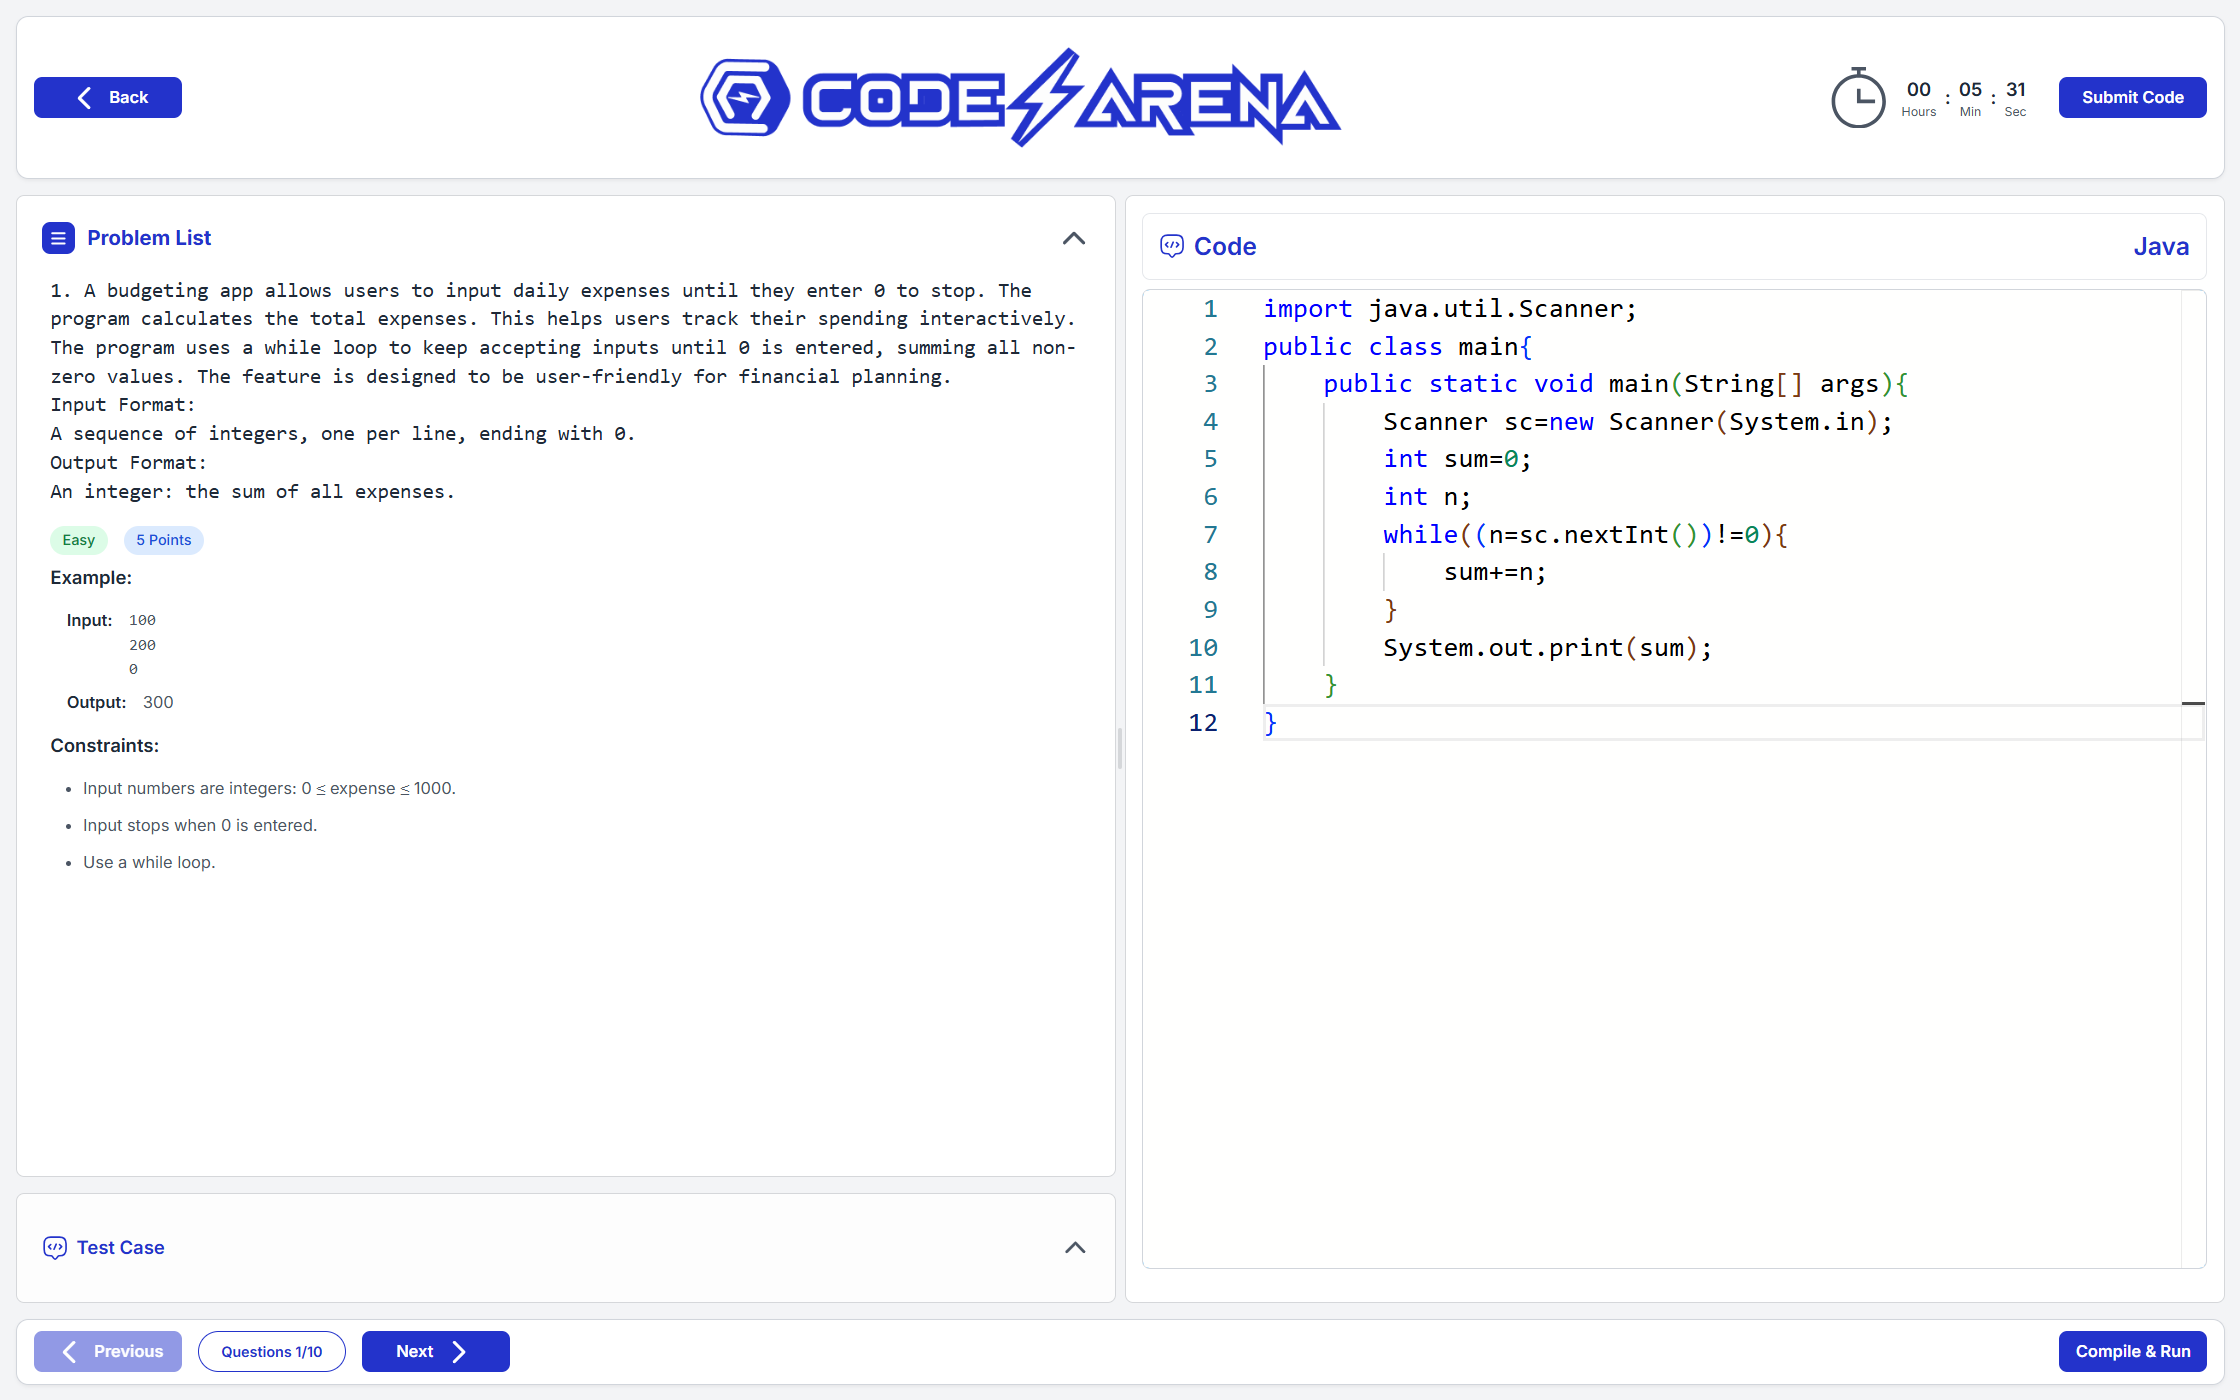 Back
CODE ARENA
00 : 05 : 31
Hours Min Sec
Submit Code
Problem List
1. A budgeting app allows users to input daily expenses until they enter 0 to stop. The
program calculates the total expenses. This helps users track their spending interactively.
The program uses a while loop to keep accepting inputs until 0 is entered, summing all non-
zero values. The feature is designed to be user-friendly for financial planning.
Input Format:
A sequence of integers, one per line, ending with 0.
Output Format:
An integer: the sum of all expenses.
Easy 5 Points
Example:
Input: 100
200
0
Output: 300
Constraints:
• Input numbers are integers: 0 ≤ expense ≤ 1000.
• Input stops when 0 is entered.
• Use a while loop.
Test Case
Code
Java
1 import java.util.Scanner;
2 public class main{
3     public static void main(String[] args){
4         Scanner sc=new Scanner(System.in);
5         int sum=0;
6         int n;
7         while((n=sc.nextInt())!=0){
8             sum+=n;
9         }
10         System.out.print(sum);
11     }
12 }
Previous
Questions 1/10
Next
Compile & Run